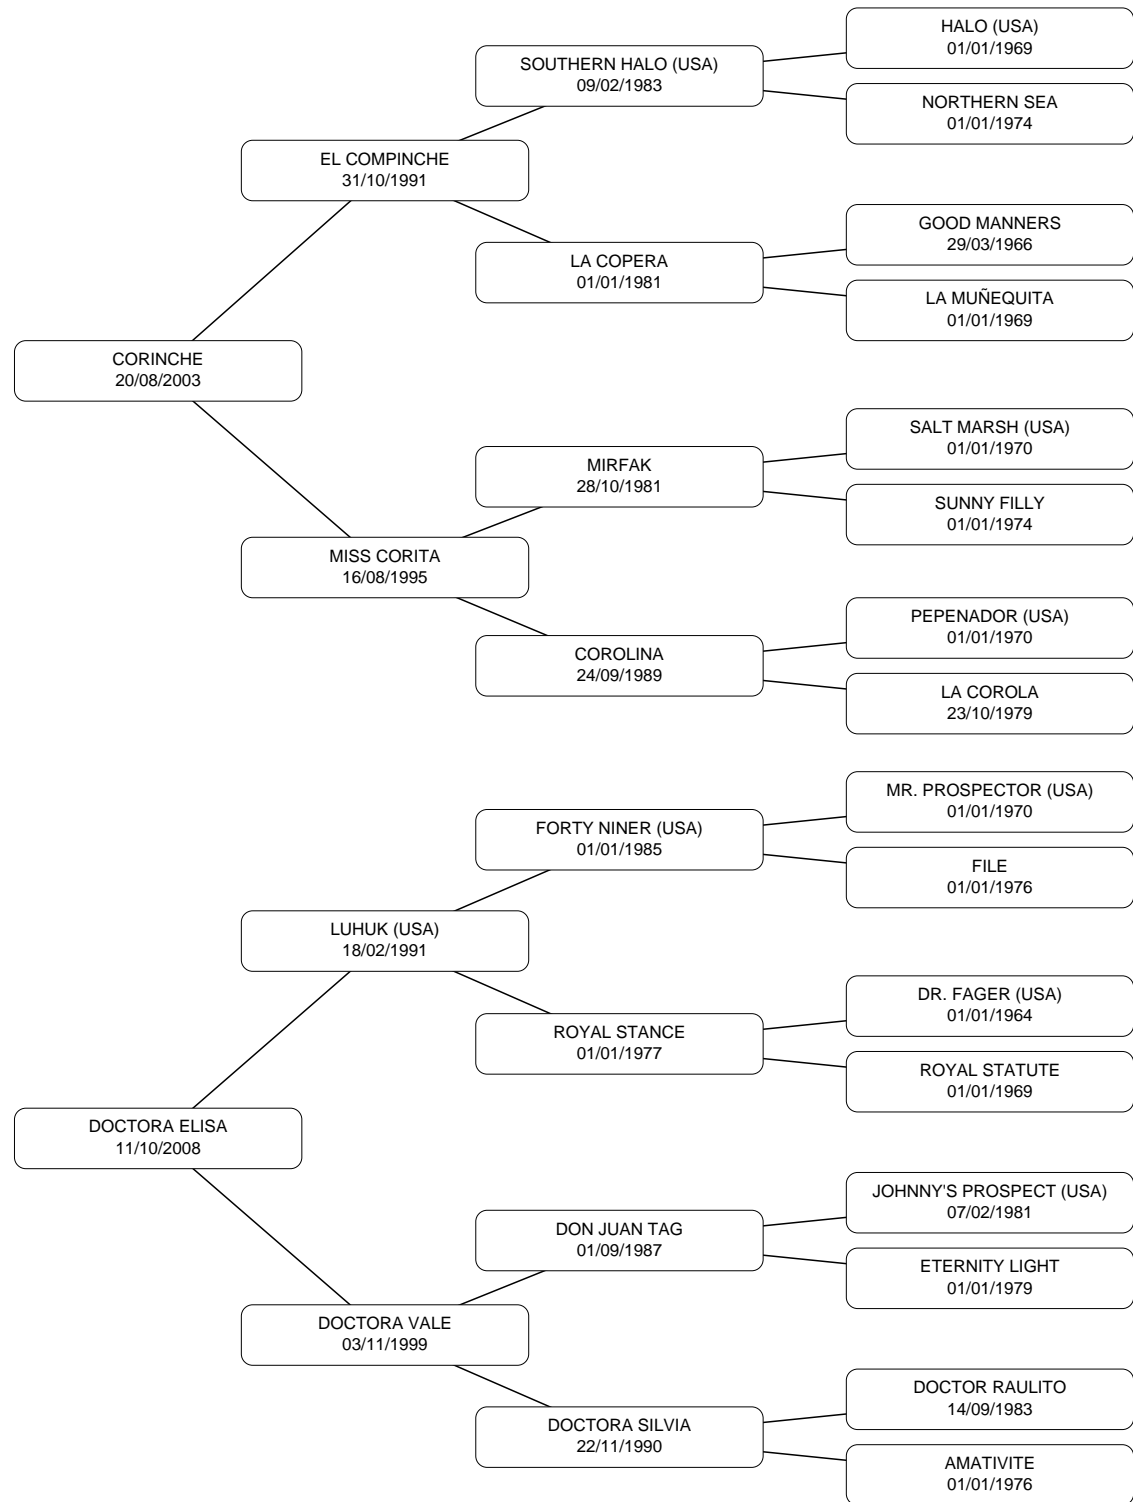 HALO (USA)
01/01/1969
SOUTHERN HALO (USA)
09/02/1983
NORTHERN SEA
01/01/1974
EL COMPINCHE
31/10/1991
GOOD MANNERS
29/03/1966
LA COPERA
01/01/1981
LA MUÑEQUITA
01/01/1969
CORINCHE
20/08/2003
SALT MARSH (USA)
01/01/1970
MIRFAK
28/10/1981
SUNNY FILLY
01/01/1974
MISS CORITA
16/08/1995
PEPENADOR (USA)
01/01/1970
COROLINA
24/09/1989
LA COROLA
23/10/1979
MR. PROSPECTOR (USA)
01/01/1970
FORTY NINER (USA)
01/01/1985
FILE
01/01/1976
LUHUK (USA)
18/02/1991
DR. FAGER (USA)
01/01/1964
ROYAL STANCE
01/01/1977
ROYAL STATUTE
01/01/1969
DOCTORA ELISA
11/10/2008
JOHNNY'S PROSPECT (USA)
07/02/1981
DON JUAN TAG
01/09/1987
ETERNITY LIGHT
01/01/1979
DOCTORA VALE
03/11/1999
DOCTOR RAULITO
14/09/1983
DOCTORA SILVIA
22/11/1990
AMATIVITE
01/01/1976